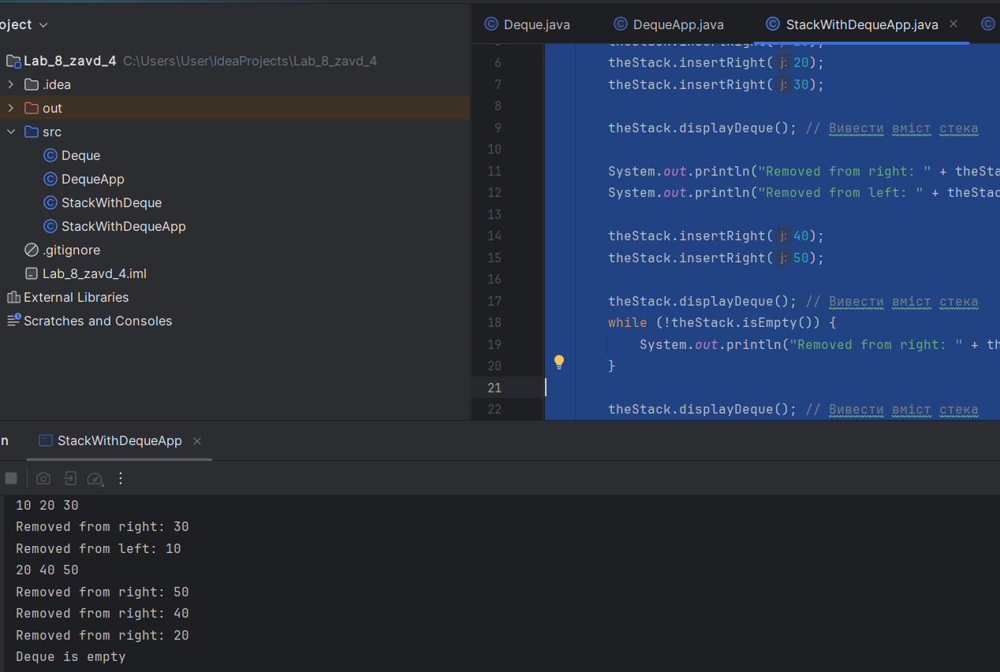 oject
Lab_8_zavd_4 C:\Users\User\IdeaProjects\Lab_8_zavd_4
.idea
out
src
Deque
DequeApp
StackWithDeque
StackWithDequeApp
.gitignore
Lab_8_zavd_4.iml
External Libraries
Scratches and Consoles
Deque.java DequeApp.java StackWithDequeApp.java
6 theStack.insertRight( j: 20);
7 theStack.insertRight( j: 30);
8
9 theStack.displayDeque(); // Вивести вміст стека
10
11 System.out.println("Removed from right: " + theSta
12 System.out.println("Removed from left: " + theStac
13
14 theStack.insertRight( j: 40);
15 theStack.insertRight( j: 50);
16
17 theStack.displayDeque(); // Вивести вміст стека
18 while (!theStack.isEmpty()) {
19 System.out.println("Removed from right: " + th
20 }
21
22 theStack.displayDeque(); // Вивести вміст стека
n StackWithDequeApp
10 20 30
Removed from right: 30
Removed from left: 10
20 40 50
Removed from right: 50
Removed from right: 40
Removed from right: 20
Deque is empty